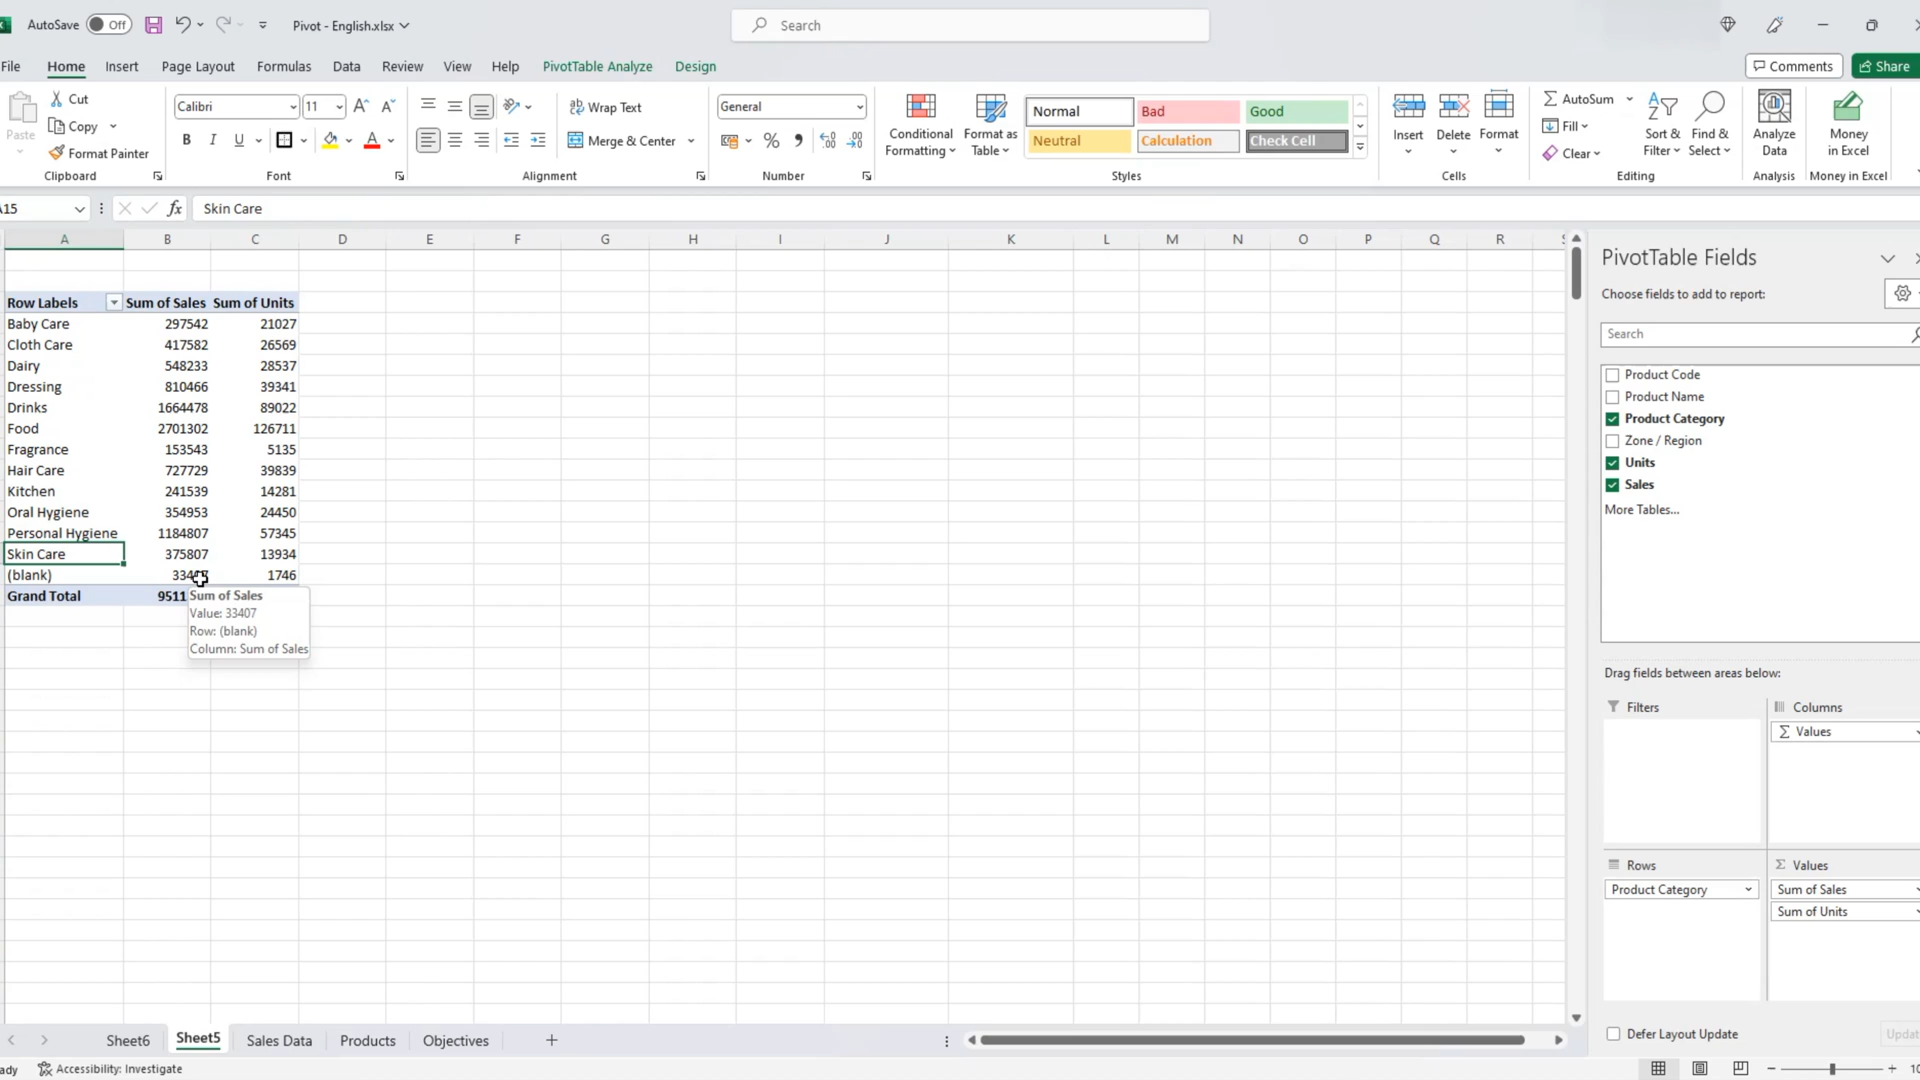 AutoSave Off Pivot - English.xlsx Search
File Home Insert Page Layout Formulas Data Review View Help PivotTable Analyze Design Comments Share
Paste Cut Copy Format Painter Clipboard
Calibri 11 A A B I U A Font
ab Wrap Text Merge & Center Alignment
General % , Number
Conditional Formatting Format as Table
Normal Bad Good
Neutral Calculation Check Cell
Styles
Insert Delete Format Cells
AutoSum Fill Clear Sort & Filter Find & Select Editing
Analyze Data Analysis
Money in Excel Money in Excel
A15 fx Skin Care
A B C D E F G H I J K L M N O P Q R
Row Labels Sum of Sales Sum of Units
Baby Care 297542 21027
Cloth Care 417582 26569
Dairy 548233 28537
Dressing 810466 39341
Drinks 1664478 89022
Food 2701302 126711
Fragrance 153543 5135
Hair Care 727729 39839
Kitchen 241539 14281
Oral Hygiene 354953 24450
Personal Hygiene 1184807 57345
Skin Care 375807 13934
(blank) 33407 1746
Grand Total 9511
Sum of Sales
Value: 33407
Row: (blank)
Column: Sum of Sales
PivotTable Fields
Choose fields to add to report:
Search
Product Code
Product Name
Product Category
Zone / Region
Units
Sales
More Tables...
Drag fields between areas below:
Filters Columns
Σ Values
Rows Σ Values
Product Category Sum of Sales
Sum of Units
Defer Layout Update
Sheet6 Sheet5 Sales Data Products Objectives
Accessibility: Investigate